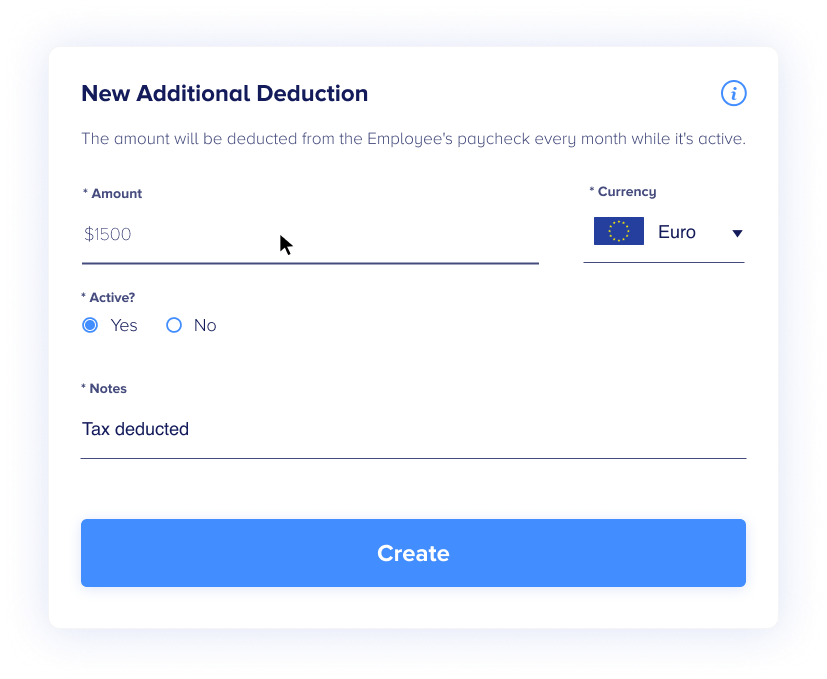 New Additional Deduction
i
The amount will be deducted from the Employee's paycheck every month while it's active.
* Amount
* Currency
$1500
Euro
* Active?
Yes
No
* Notes
Tax deducted
Create